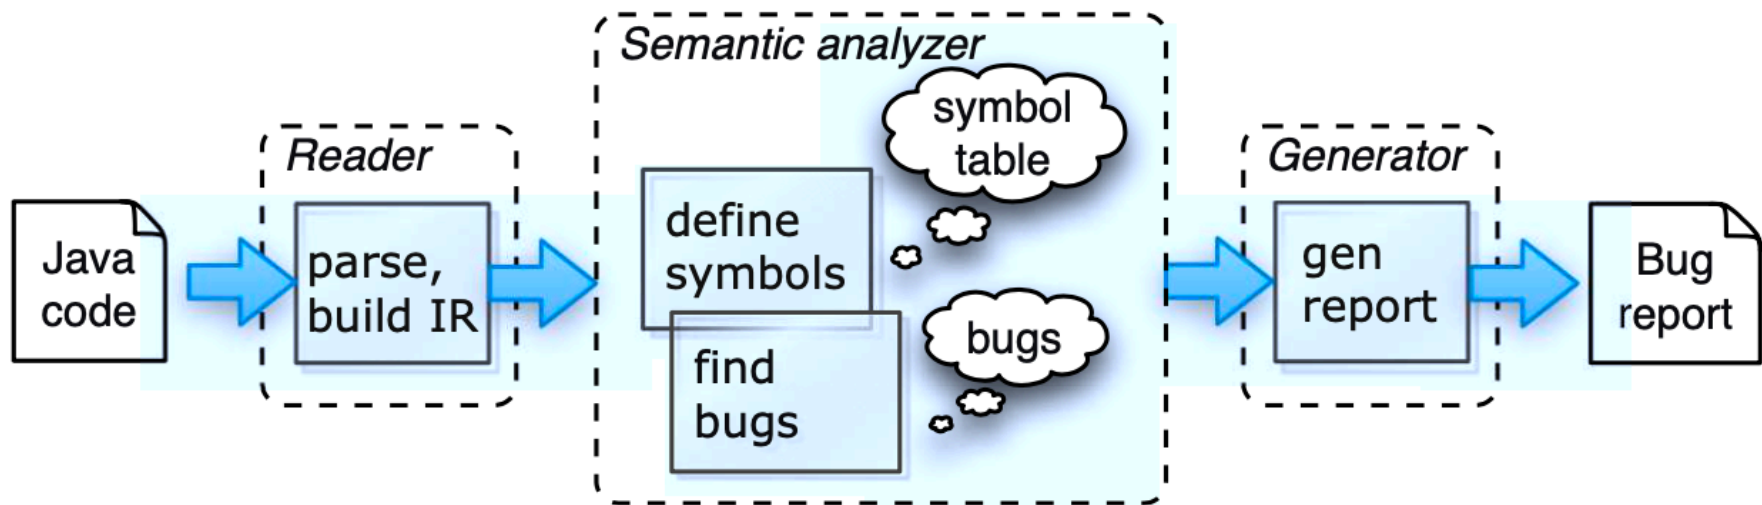 Java
code
Reader
parse,
build IR
Semantic analyzer
define
symbols
symbol
table
find
bugs
bugs
Generator
gen
report
Bug
report